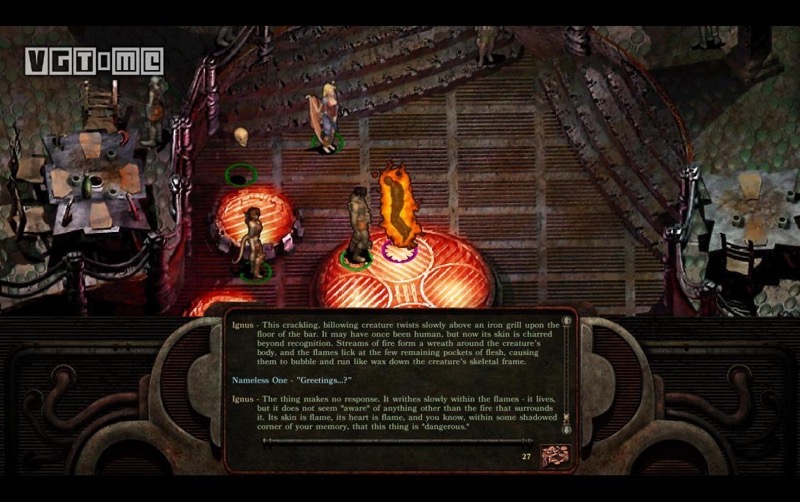 VGTIME
Ignus - This crackling, billowing creature twists slowly above an iron grill upon the
floor of the bar. It may have once been human, but now its skin is charred
beyond recognition. Streams of fire form a wreath around the creature's
body, and the flames lick at the few remaining pockets of flesh, causing
them to bubble and run like wax down the creature's skeletal frame.
Nameless One - "Greetings...?"
Ignus - The thing makes no response. It writhes slowly within the flames - it lives,
but it does not seem *aware* of anything other than the fire that surrounds
it. Its skin is flame, its heart is flame, and you know, within some shadowed
corner of your memory, that this thing is *dangerous.*
27